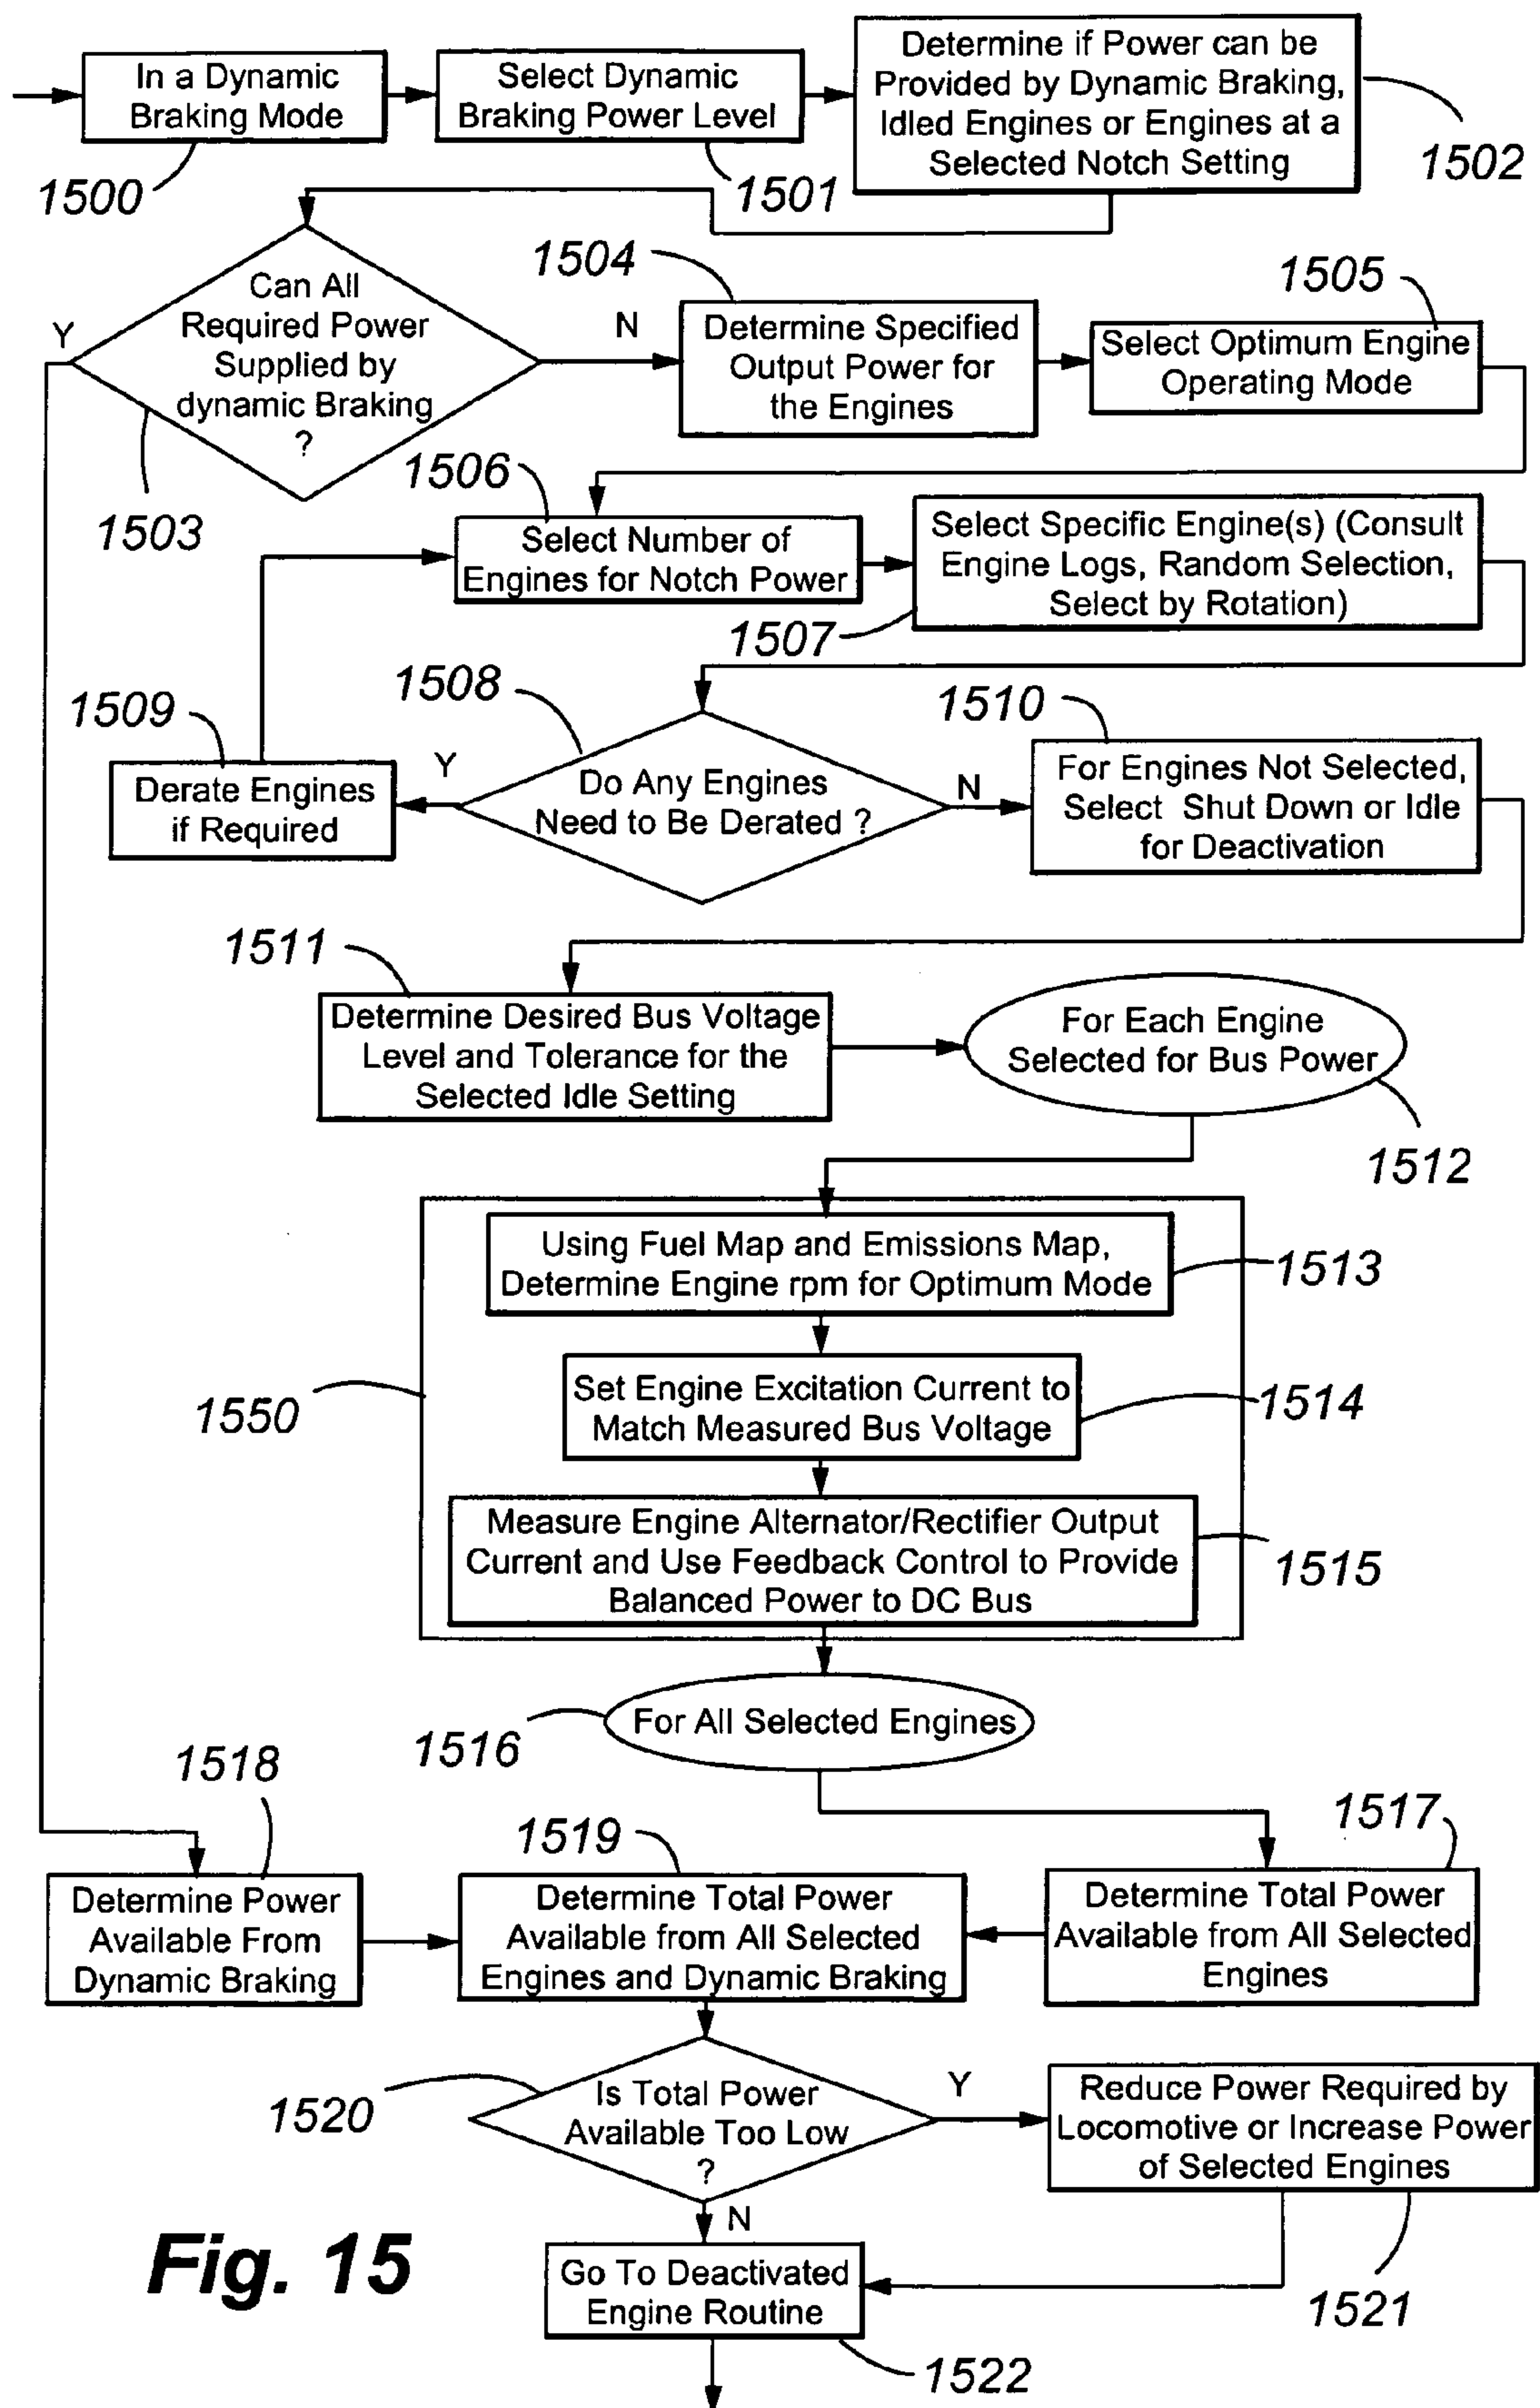 In a Dynamic
Braking Mode
1500
Select Dynamic
Braking Power Level
1501
Determine if Power can be
Provided by Dynamic Braking,
Idled Engines or Engines at a
Selected Notch Setting
1502
Can All
Required Power
Supplied by
dynamic Braking
?
Y
N
1503
1504
Determine Specified
Output Power for
the Engines
1505
Select Optimum Engine
Operating Mode
1506
Select Number of
Engines for Notch Power
Select Specific Engine(s) (Consult
Engine Logs, Random Selection,
Select by Rotation)
1507
1508
Do Any Engines
Need to Be Derated ?
Y
N
1509
Derate Engines
if Required
1510
For Engines Not Selected,
Select Shut Down or Idle
for Deactivation
1511
Determine Desired Bus Voltage
Level and Tolerance for the
Selected Idle Setting
For Each Engine
Selected for Bus Power
1512
Using Fuel Map and Emissions Map,
Determine Engine rpm for Optimum Mode
1513
Set Engine Excitation Current to
Match Measured Bus Voltage
1514
1550
Measure Engine Alternator/Rectifier Output
Current and Use Feedback Control to Provide
Balanced Power to DC Bus
1515
For All Selected Engines
1516
1517
Determine Total Power
Available from All Selected
Engines
1518
Determine Power
Available From
Dynamic Braking
1519
Determine Total Power
Available from All Selected
Engines and Dynamic Braking
1520
Is Total Power
Available Too Low
?
Y
N
Reduce Power Required by
Locomotive or Increase Power
of Selected Engines
1521
Go To Deactivated
Engine Routine
1522
Fig. 15